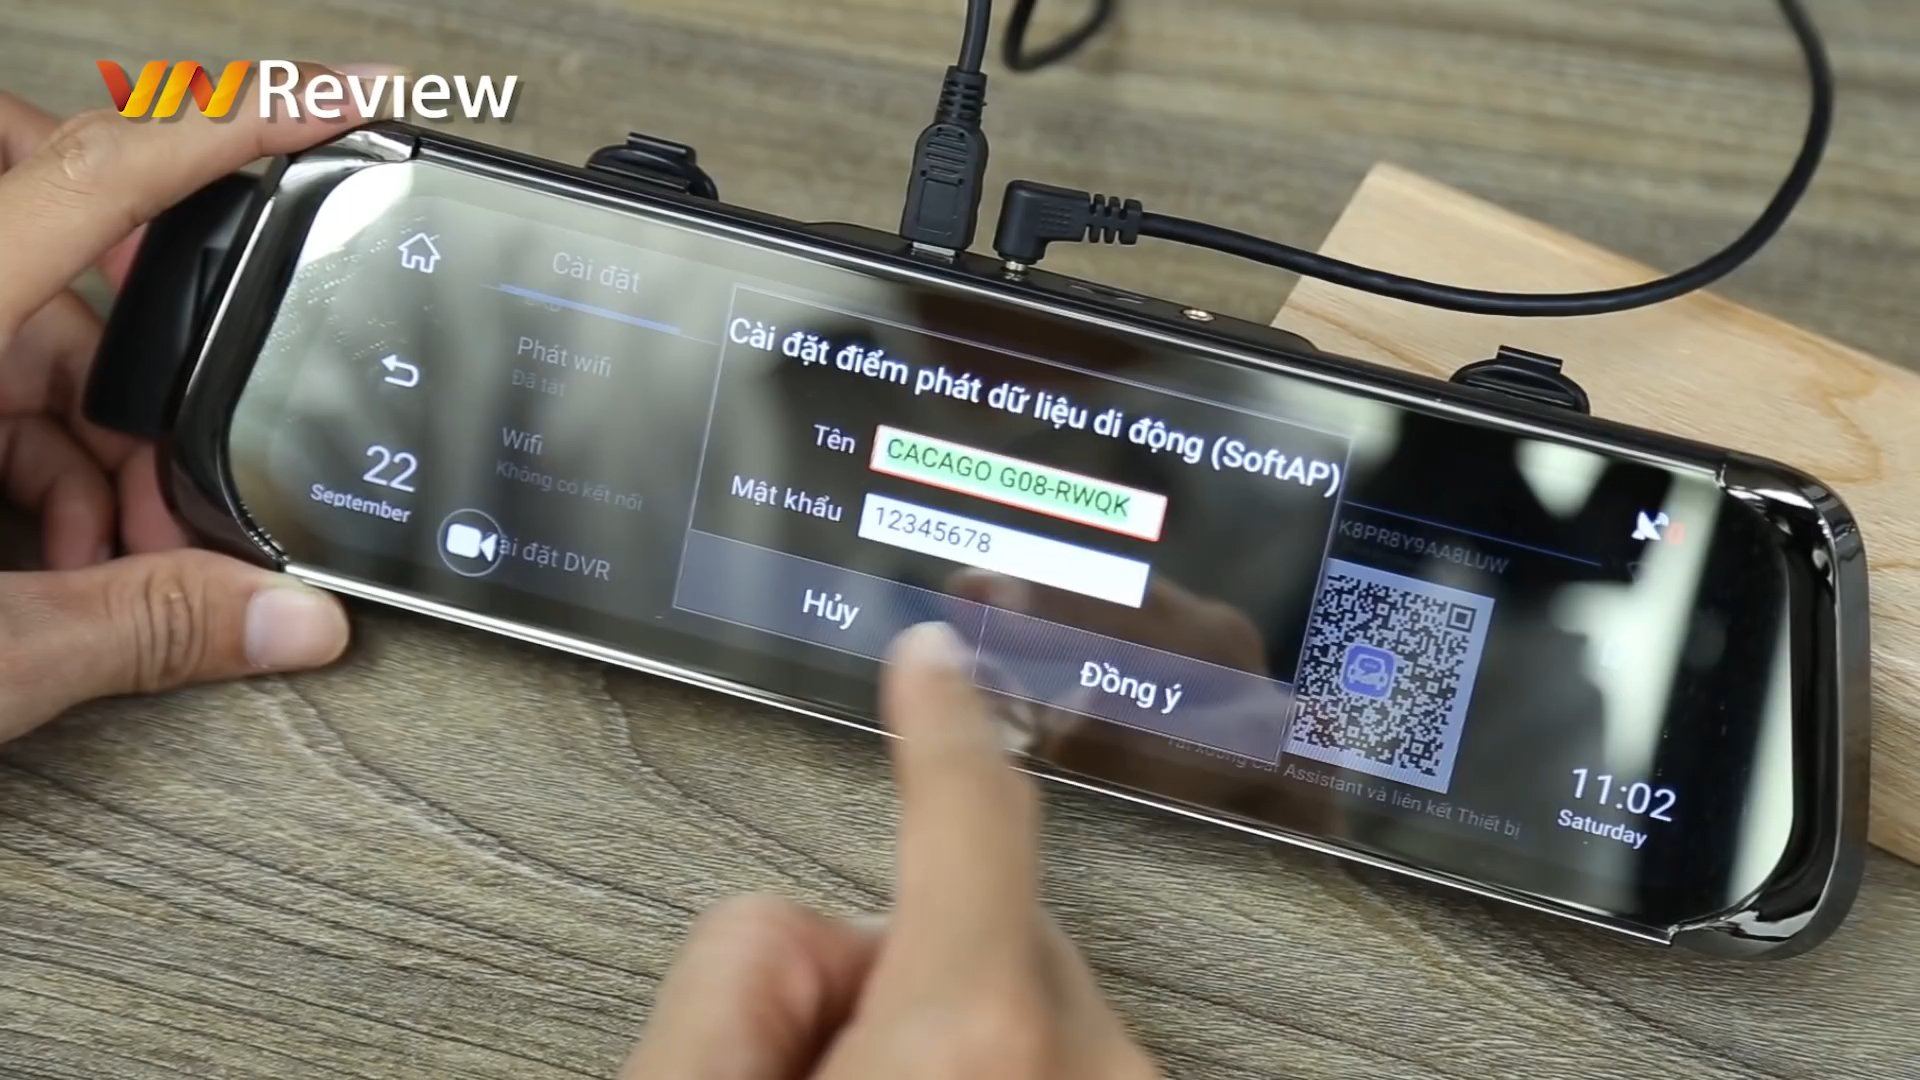 VN Review
Cài đặt
Phát wifi
Đã tắt
Wifi
Không có kết nối
ài đặt DVR
22
September
Cài đặt điểm phát dữ liệu di động (SoftAP)
Tên
CACAGO G08-RWQK
Mật khẩu
12345678
Hủy
Đồng ý
K8PR8Y9AA8LUW
Assistant và liên kết Thiết bị
11:02
Saturday